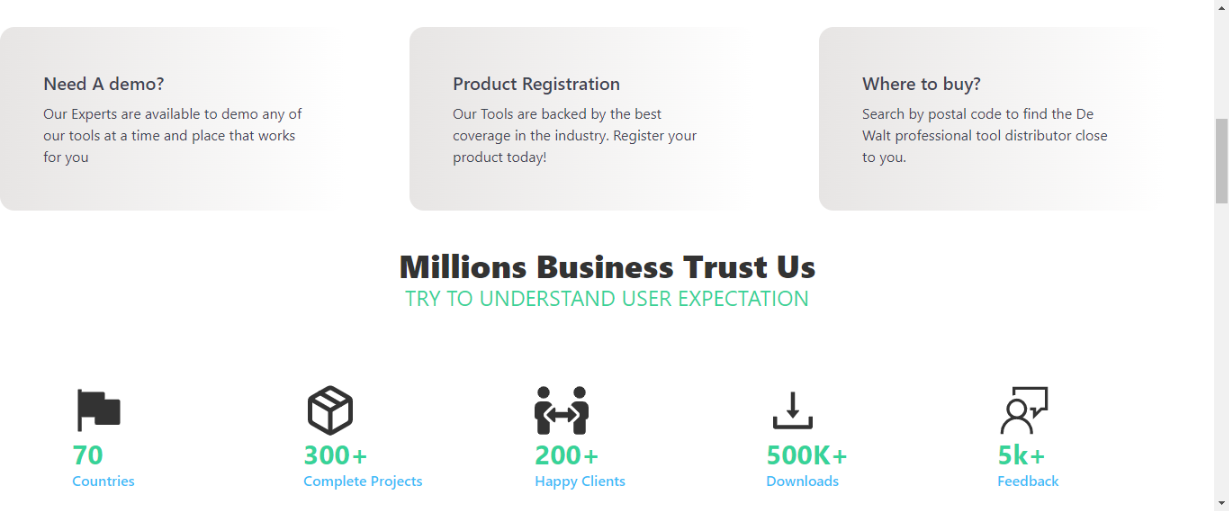 Need A demo?
Our Experts are available to demo any of
our tools at a time and place that works
for you
Product Registration
Our Tools are backed by the best
coverage in the industry. Register your
product today!
Where to buy?
Search by postal code to find the De
Walt professional tool distributor close
to you.
Millions Business Trust Us
TRY TO UNDERSTAND USER EXPECTATION
70
Countries
300+
Complete Projects
200+
Happy Clients
500K+
Downloads
5k+
Feedback